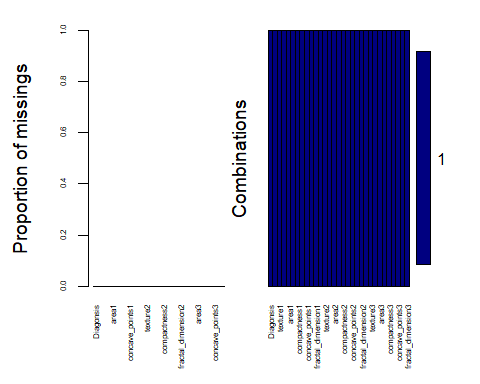 Proportion of missings
0.0
0.2
0.4
0.6
0.8
1.0
Diagonisis
area1
concave_points1
texture2
compactness2
fractal_dimension2
area3
concave_points3
Combinations
Diagonisis
texture1
area1
compactness1
concave_points1
fractal_dimension1
texture2
area2
compactness2
concave_points2
fractal_dimension2
texture3
area3
compactness3
concave_points3
fractal_dimension3
1